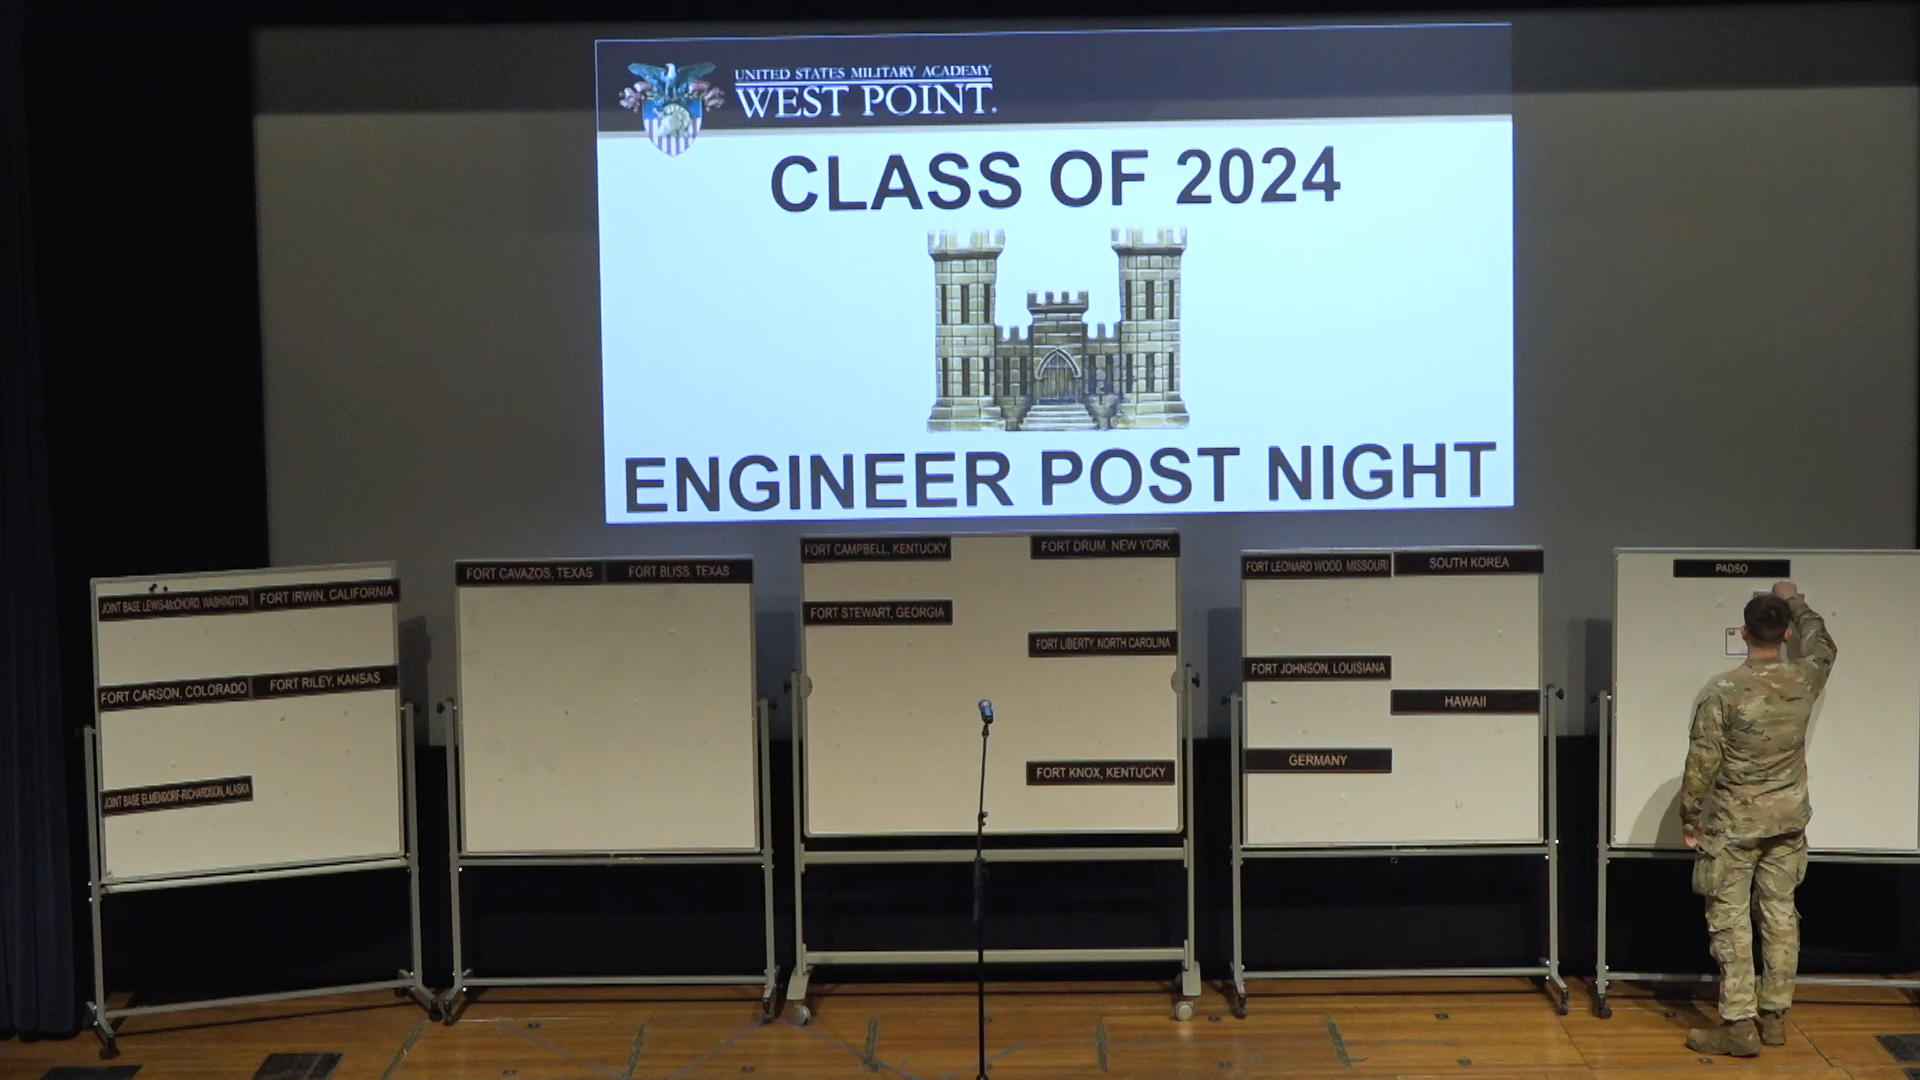 UNITED STATES MILITARY ACADEMY
WEST POINT.
CLASS OF 2024
ENGINEER POST NIGHT
JOINT BASE LEWIS-McCHORD, WASHINGTON
FORT IRWIN, CALIFORNIA
FORT CARSON, COLORADO
FORT RILEY, KANSAS
JOINT BASE ELMENDORF-RICHARDSON, ALASKA
FORT CAVAZOS, TEXAS
FORT BLISS, TEXAS
FORT CAMPBELL, KENTUCKY
FORT DRUM, NEW YORK
FORT STEWART, GEORGIA
FORT LIBERTY, NORTH CAROLINA
FORT KNOX, KENTUCKY
FORT LEONARD WOOD, MISSOURI
SOUTH KOREA
FORT JOHNSON, LOUISIANA
HAWAII
GERMANY
PADSO